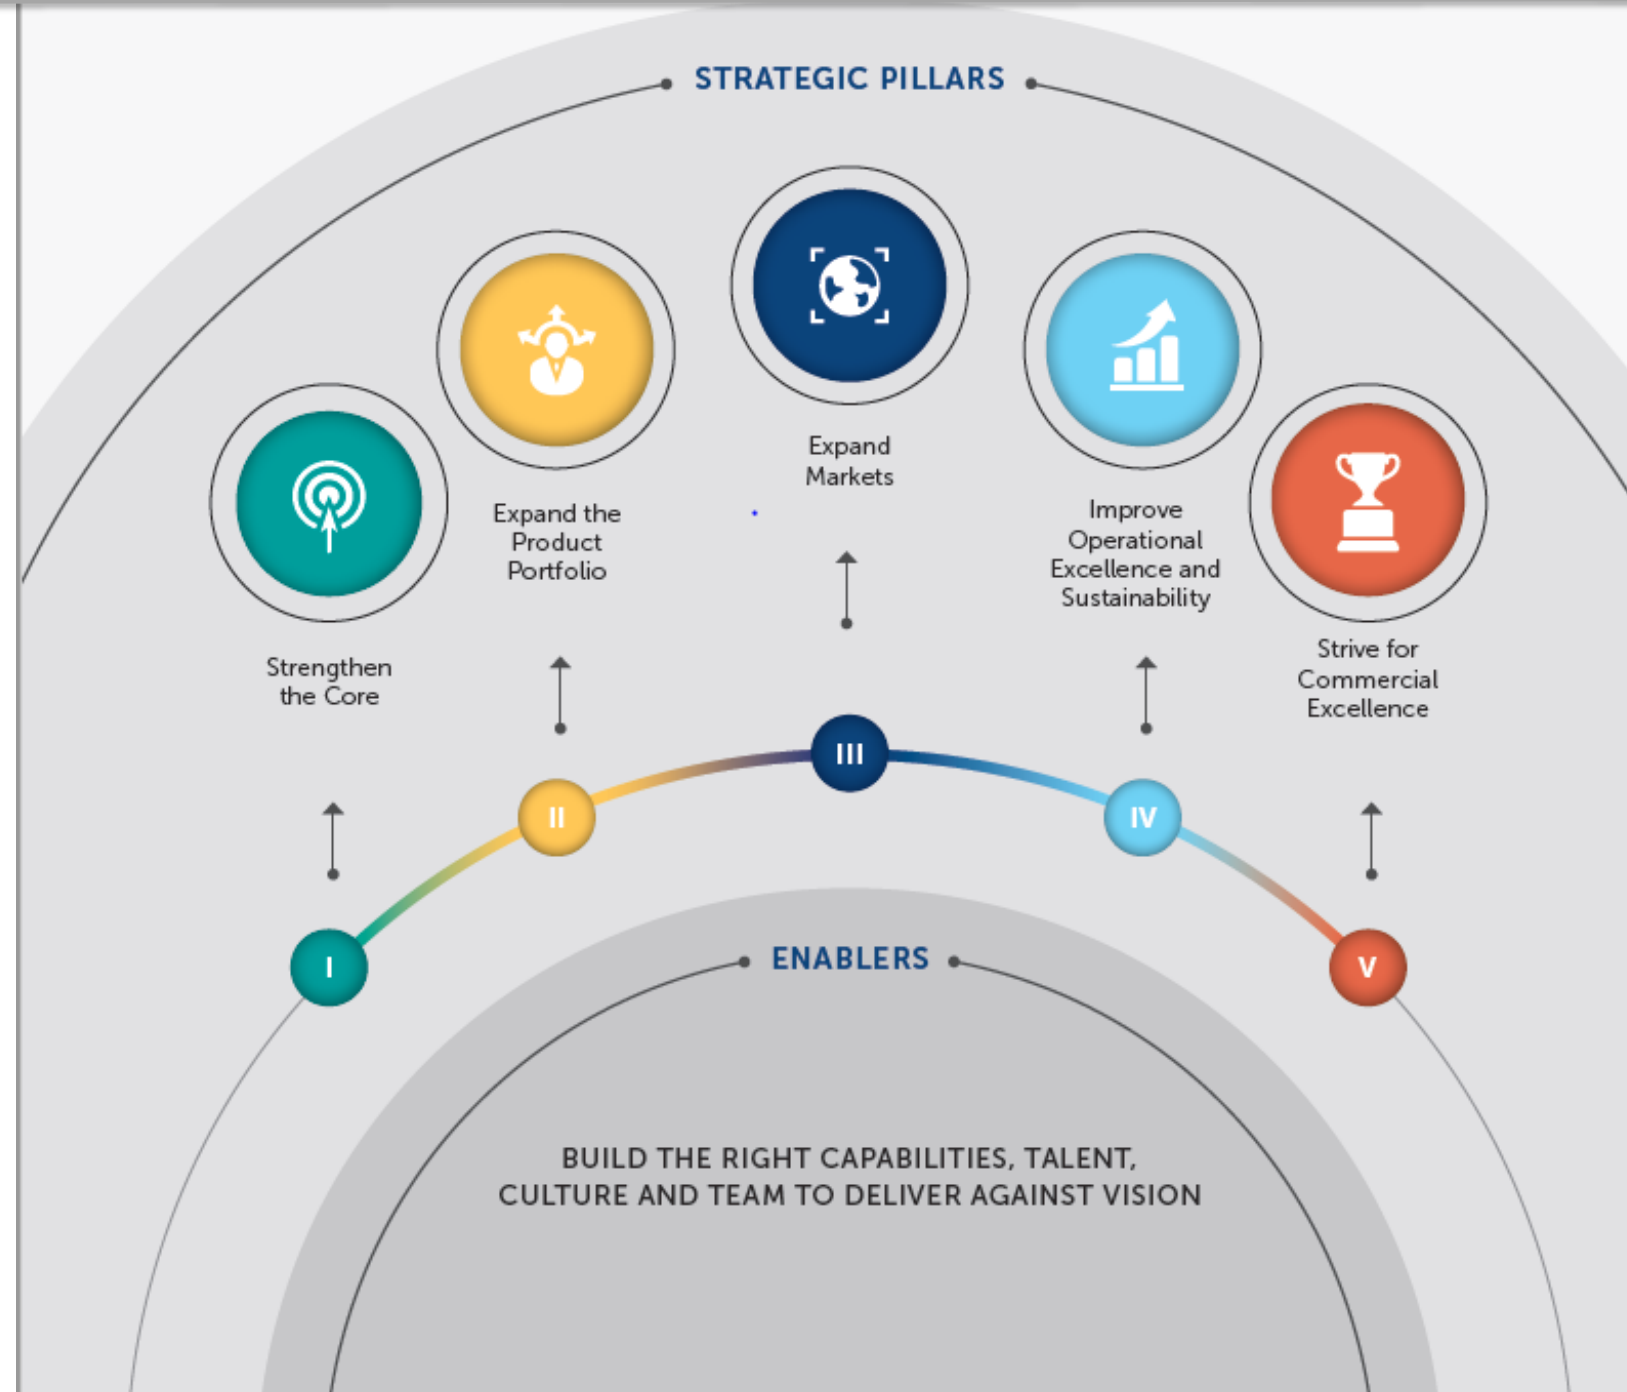 STRATEGIC PILLARS
Expand
Markets
Expand the
Product
Portfolio
Improve
Operational
Excellence and
Sustainability
Strengthen
the Core
Strive for
Commercial
Excellence
III
II
IV
I
V
ENABLERS
BUILD THE RIGHT CAPABILITIES, TALENT,
CULTURE AND TEAM TO DELIVER AGAINST VISION